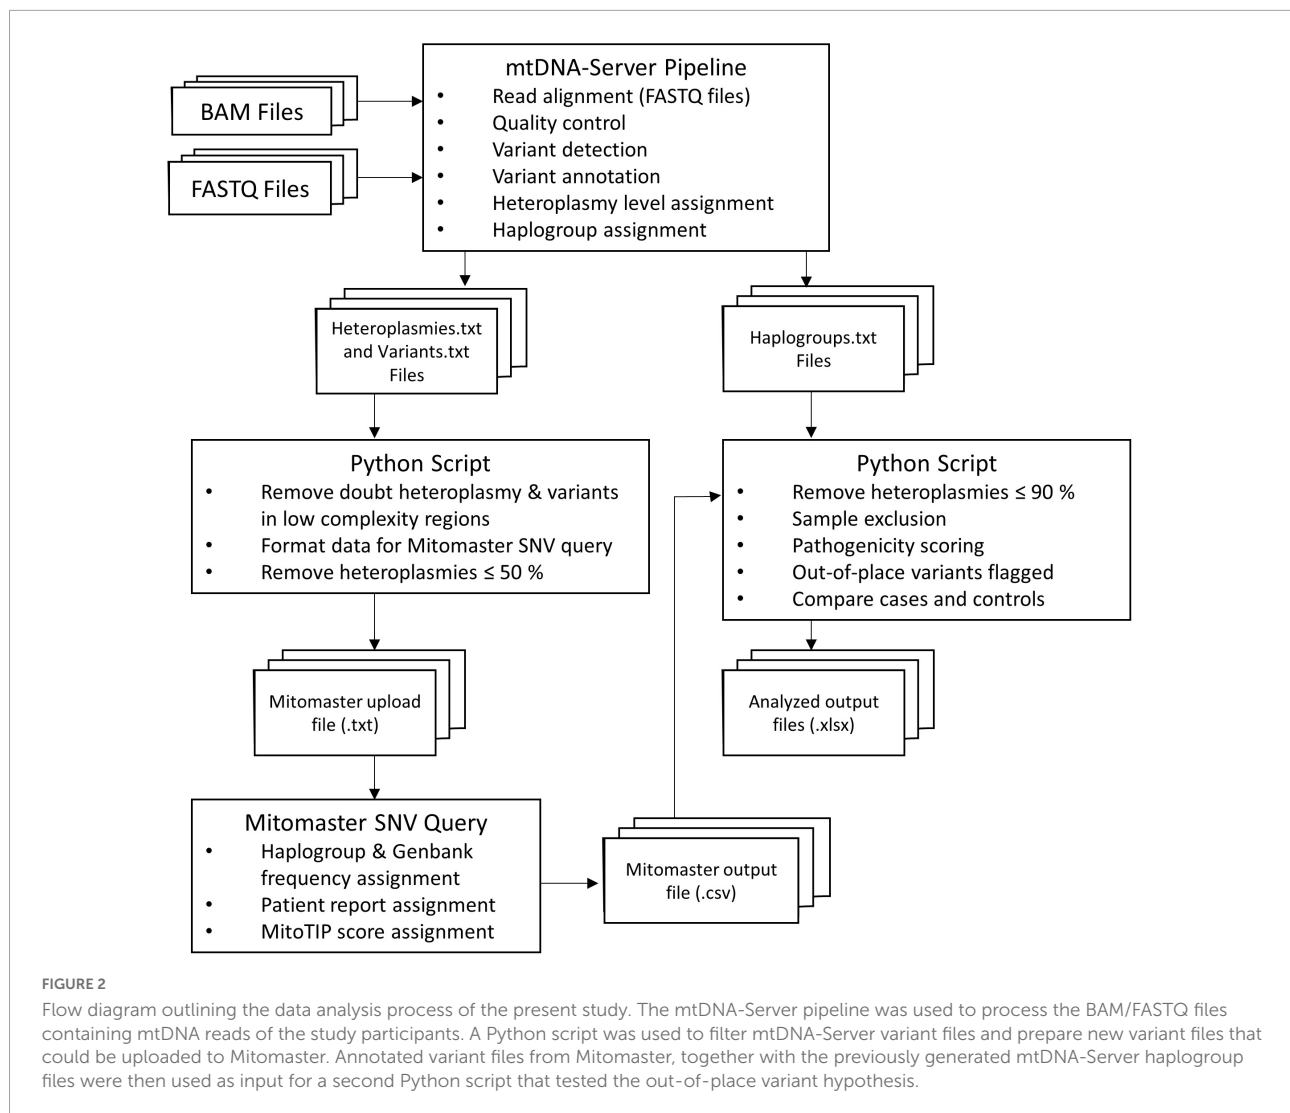 mtDNA-Server Pipeline
• Read alignment (FASTQ files)
• Quality control
• Variant detection
• Variant annotation
• Heteroplasmy level assignment
• Haplogroup assignment
BAM Files
FASTQ Files
Heteroplasmies.txt
and Variants.txt
Files
Haplogroups.txt
Files
Python Script
• Remove doubt heteroplasmy & variants
in low complexity regions
• Format data for Mitomaster SNV query
• Remove heteroplasmies ≤ 50 %
Python Script
• Remove heteroplasmies ≤ 90 %
• Sample exclusion
• Pathogenicity scoring
• Out-of-place variants flagged
• Compare cases and controls
Mitomaster upload
file (.txt)
Analyzed output
files (.xlsx)
Mitomaster SNV Query
• Haplogroup & Genbank
frequency assignment
• Patient report assignment
• MitoTIP score assignment
Mitomaster output
file (.csv)
FIGURE 2
Flow diagram outlining the data analysis process of the present study. The mtDNA-Server pipeline was used to process the BAM/FASTQ files
containing mtDNA reads of the study participants. A Python script was used to filter mtDNA-Server variant files and prepare new variant files that
could be uploaded to Mitomaster. Annotated variant files from Mitomaster, together with the previously generated mtDNA-Server haplogroup
files were then used as input for a second Python script that tested the out-of-place variant hypothesis.